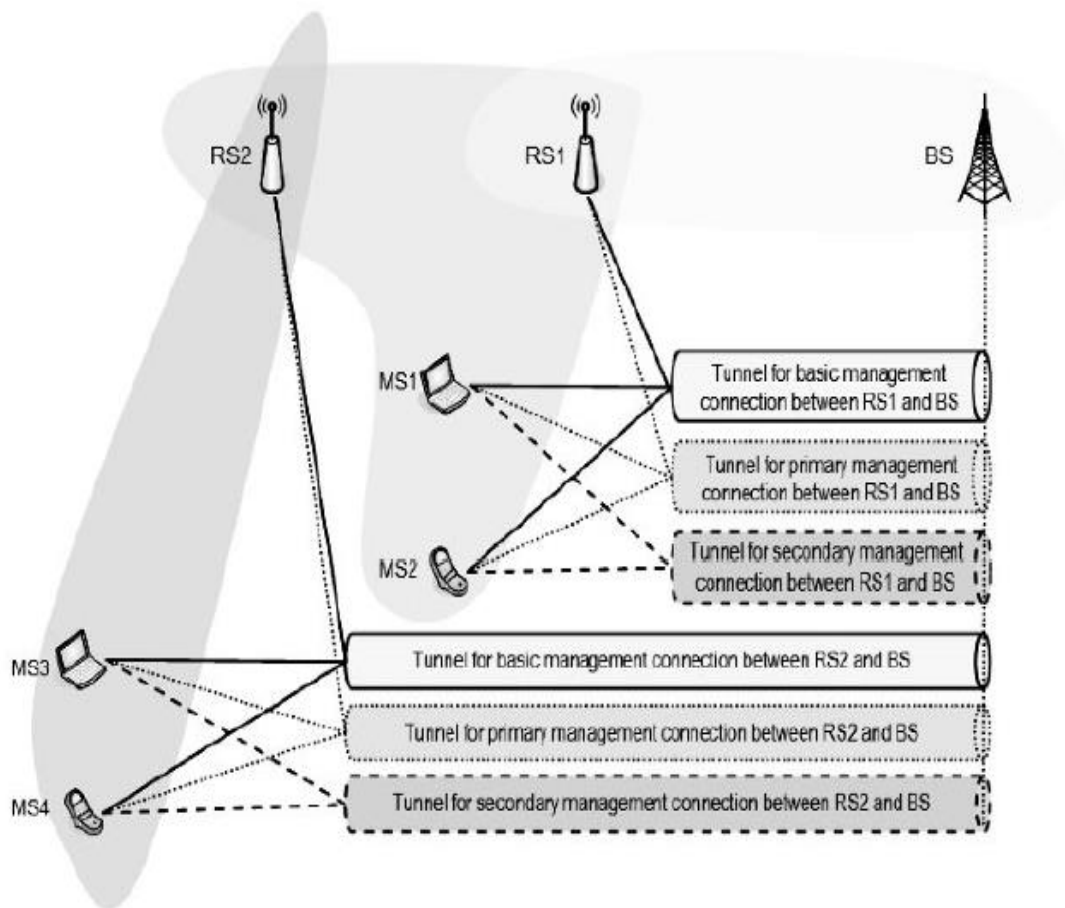 RS2
RS1
BS
MS1
Tunnel for basic management
connection between RS1 and BS
Tunnel for primary management
connection between RS1 and BS
MS2
Tunnel for secondary management
connection between RS1 and BS
MS3
Tunnel for basic management connection between RS2 and BS
Tunnel for primary management connection between RS2 and BS
MS4
Tunnel for secondary management connection between RS2 and BS